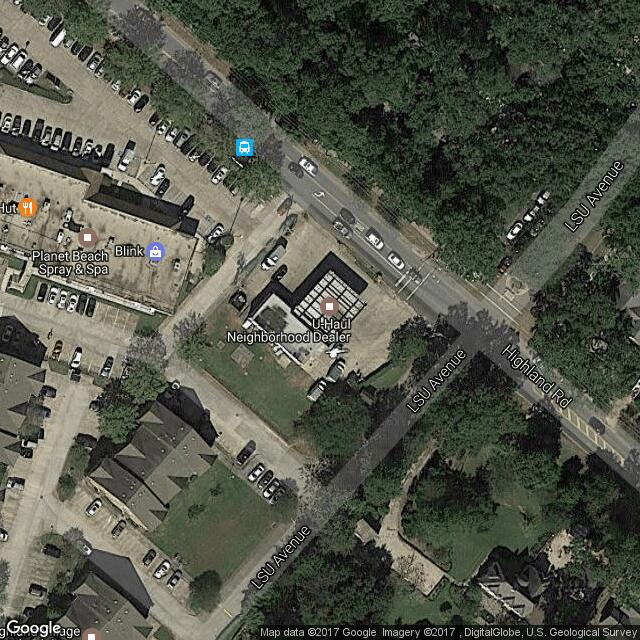 LSU Avenue
Hut
Blink
Planet Beach
Spray & Spa
U-Haul
Neighborhood Dealer
LSU Avenue
Highland Rd
LSU Avenue
Google
Map data ©2017 Google Imagery ©2017 , DigitalGlobe, U.S. Geological Survey